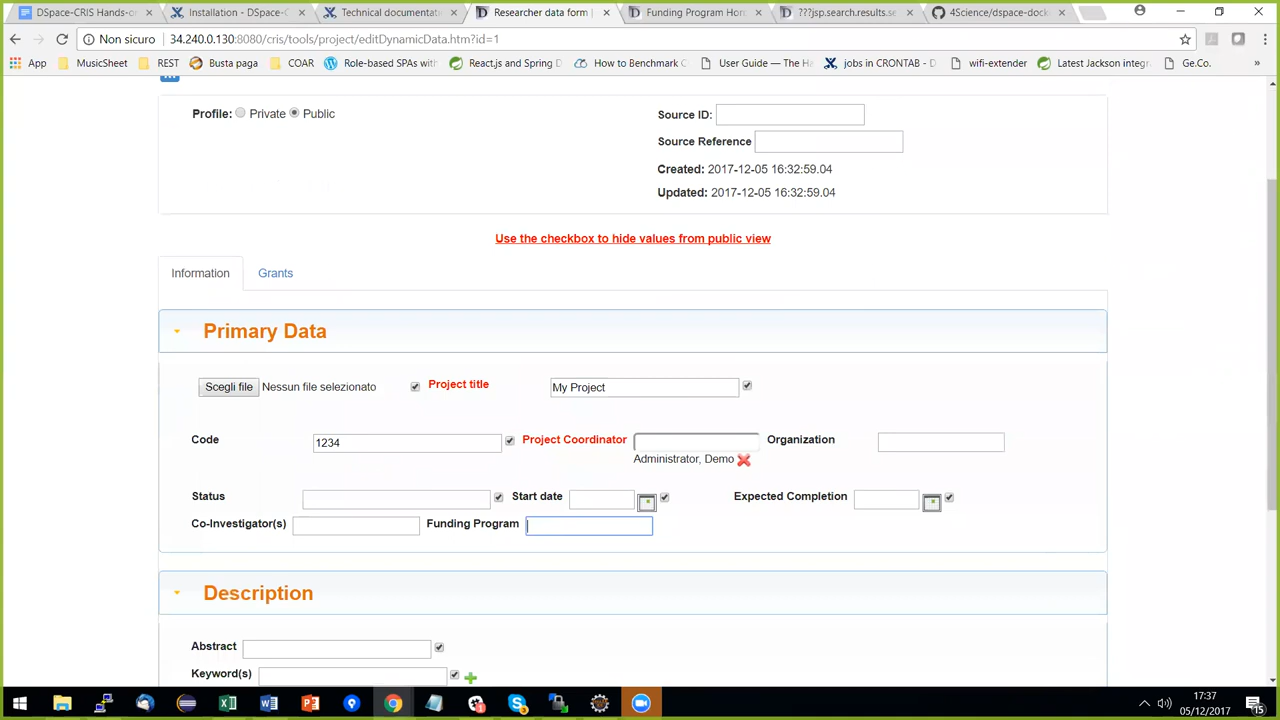 DSpace-CRIS Hands-o
Installation - DSpace-C
Technical documentat
Researcher data form |
Funding Program Hor
???jsp.search.results.se
4Science/dspace-dock
Non sicuro
34.240.0.130:8080/cris/tools/project/editDynamicData.htm?id=1
App
MusicSheet
REST
Busta paga
COAR
Role-based SPAs wit
React.js and Spring D
How to Benchmark C
User Guide — The Ha
jobs in CRONTAB - D
wifi-extender
Latest Jackson integr
Ge.Co.
»
Profile: Private Public
Source ID:
Source Reference
Created: 2017-12-05 16:32:59.04
Updated: 2017-12-05 16:32:59.04
Use the checkbox to hide values from public view
Information
Grants
Primary Data
Scegli file Nessun file selezionato
Project title
My Project
Code
1234
Project Coordinator
Administrator, Demo
Organization
Status
Start date
Expected Completion
Co-Investigator(s)
Funding Program
Description
Abstract
Keyword(s)
17:37
05/12/2017
15